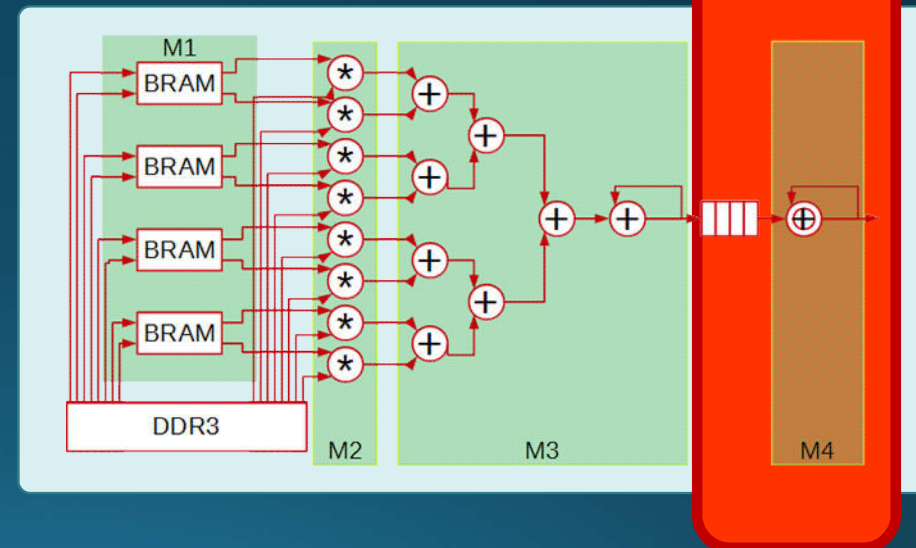 M1
BRAM
BRAM
BRAM
BRAM
DDR3
*
*
*
*
*
*
*
*
M2
+
+
+
+
+
+
+
+
M3
+
M4